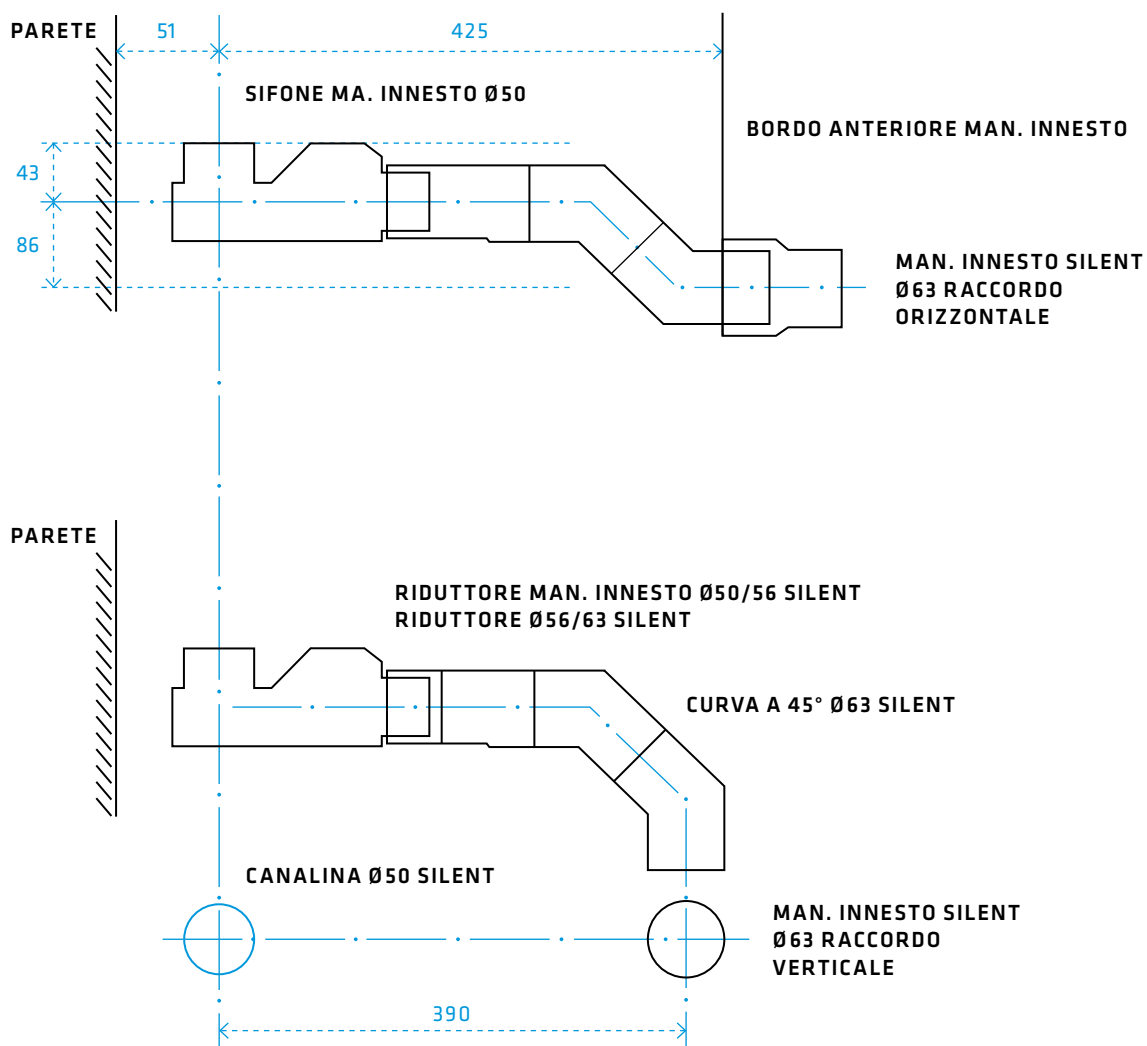 PARETE
51
425
SIFONE MA. INNESTO Ø50
BORDO ANTERIORE MAN. INNESTO
43
86
MAN. INNESTO SILENT
Ø63 RACCORDO
ORIZZONTALE
PARETE
RIDUTTORE MAN. INNESTO Ø50/56 SILENT
RIDUTTORE Ø56/63 SILENT
CURVA A 45° Ø63 SILENT
CANALINA Ø50 SILENT
MAN. INNESTO SILENT
Ø63 RACCORDO
VERTICALE
390